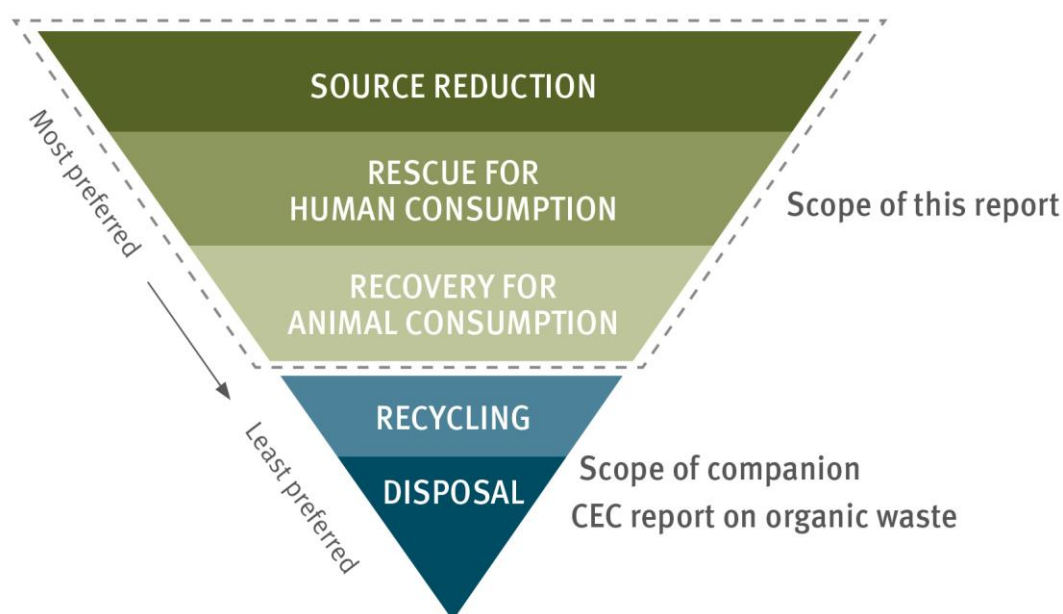 SOURCE REDUCTION
Most preferred
RESCUE FOR
HUMAN CONSUMPTION
Scope of this report
RECOVERY FOR
ANIMAL CONSUMPTION
RECYCLING
Least preferred
DISPOSAL
Scope of companion
CEC report on organic waste